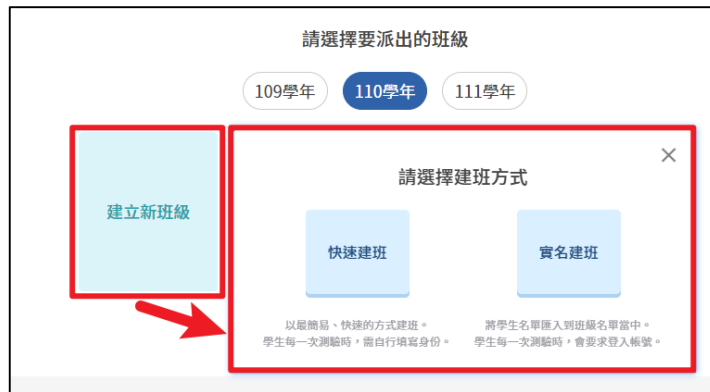 請選擇要派出的班級
109學年 110學年 111學年
建立新班級
請選擇建班方式
快速建班
以最簡易、快速的方式建班。
學生每一次測驗時，需自行填寫身份。
實名建班
將學生名單匯入到班級名單當中。
學生每一次測驗時，會要求登入帳號。